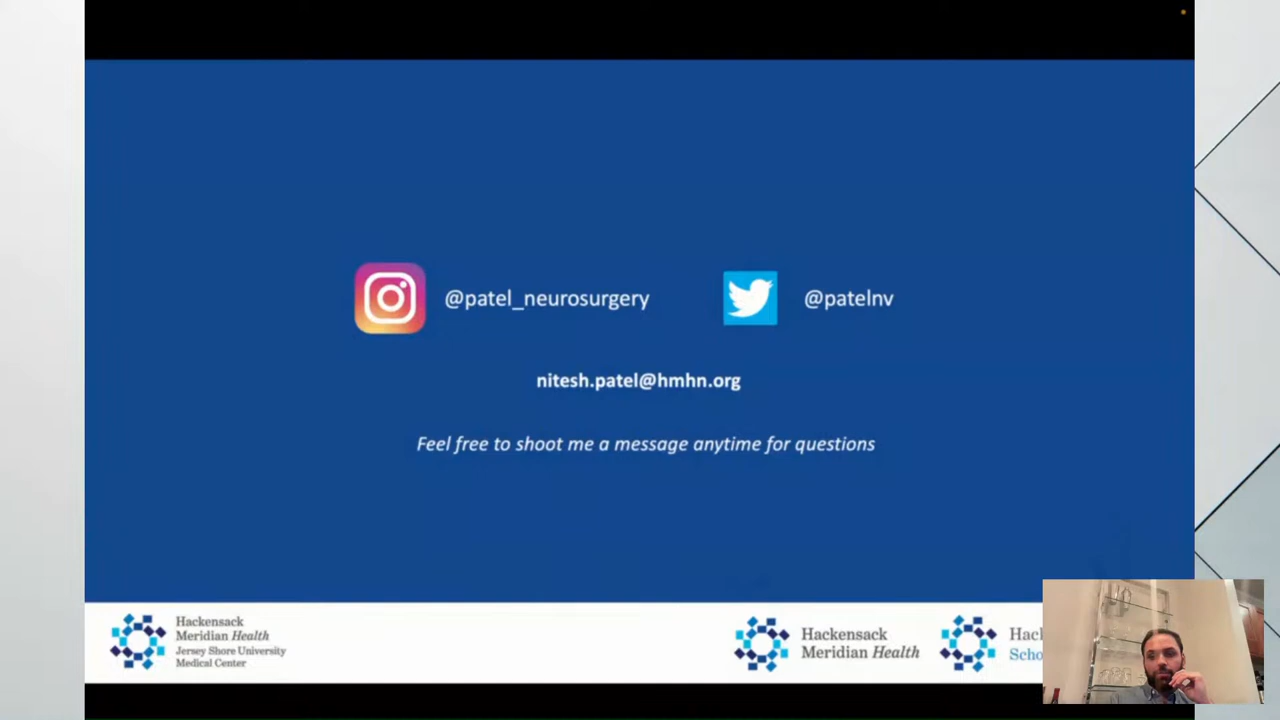 @patel_neurosurgery
@patelnv
nitesh.patel@hmhn.org
Feel free to shoot me a message anytime for questions
Hackensack
Meridian Health
Jersey Shore University
Medical Center
Hackensack
Meridian Health